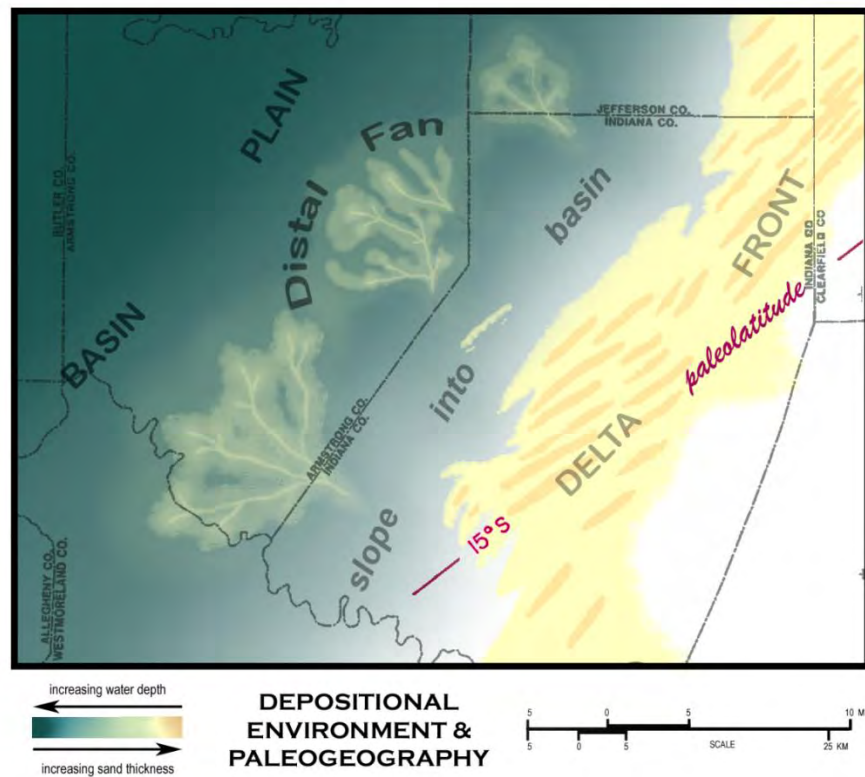 JEFFERSON CO.
INDIANA CO.
PLAIN
Fan
Distal
basin
BUTLER CO.
ARMSTRONG CO.
FRONT
INDIANA CO
CLEARFIELD CO
paleolatitude
BASIN
into
ARMSTRONG CO.
INDIANA CO.
DELTA
15°S
slope
ALLEGHENY CO.
WESTMORELAND CO.
increasing water depth
increasing sand thickness
DEPOSITIONAL
ENVIRONMENT &
PALEOGEOGRAPHY
5 0 5 10 M
5 0 5 25 KM
SCALE